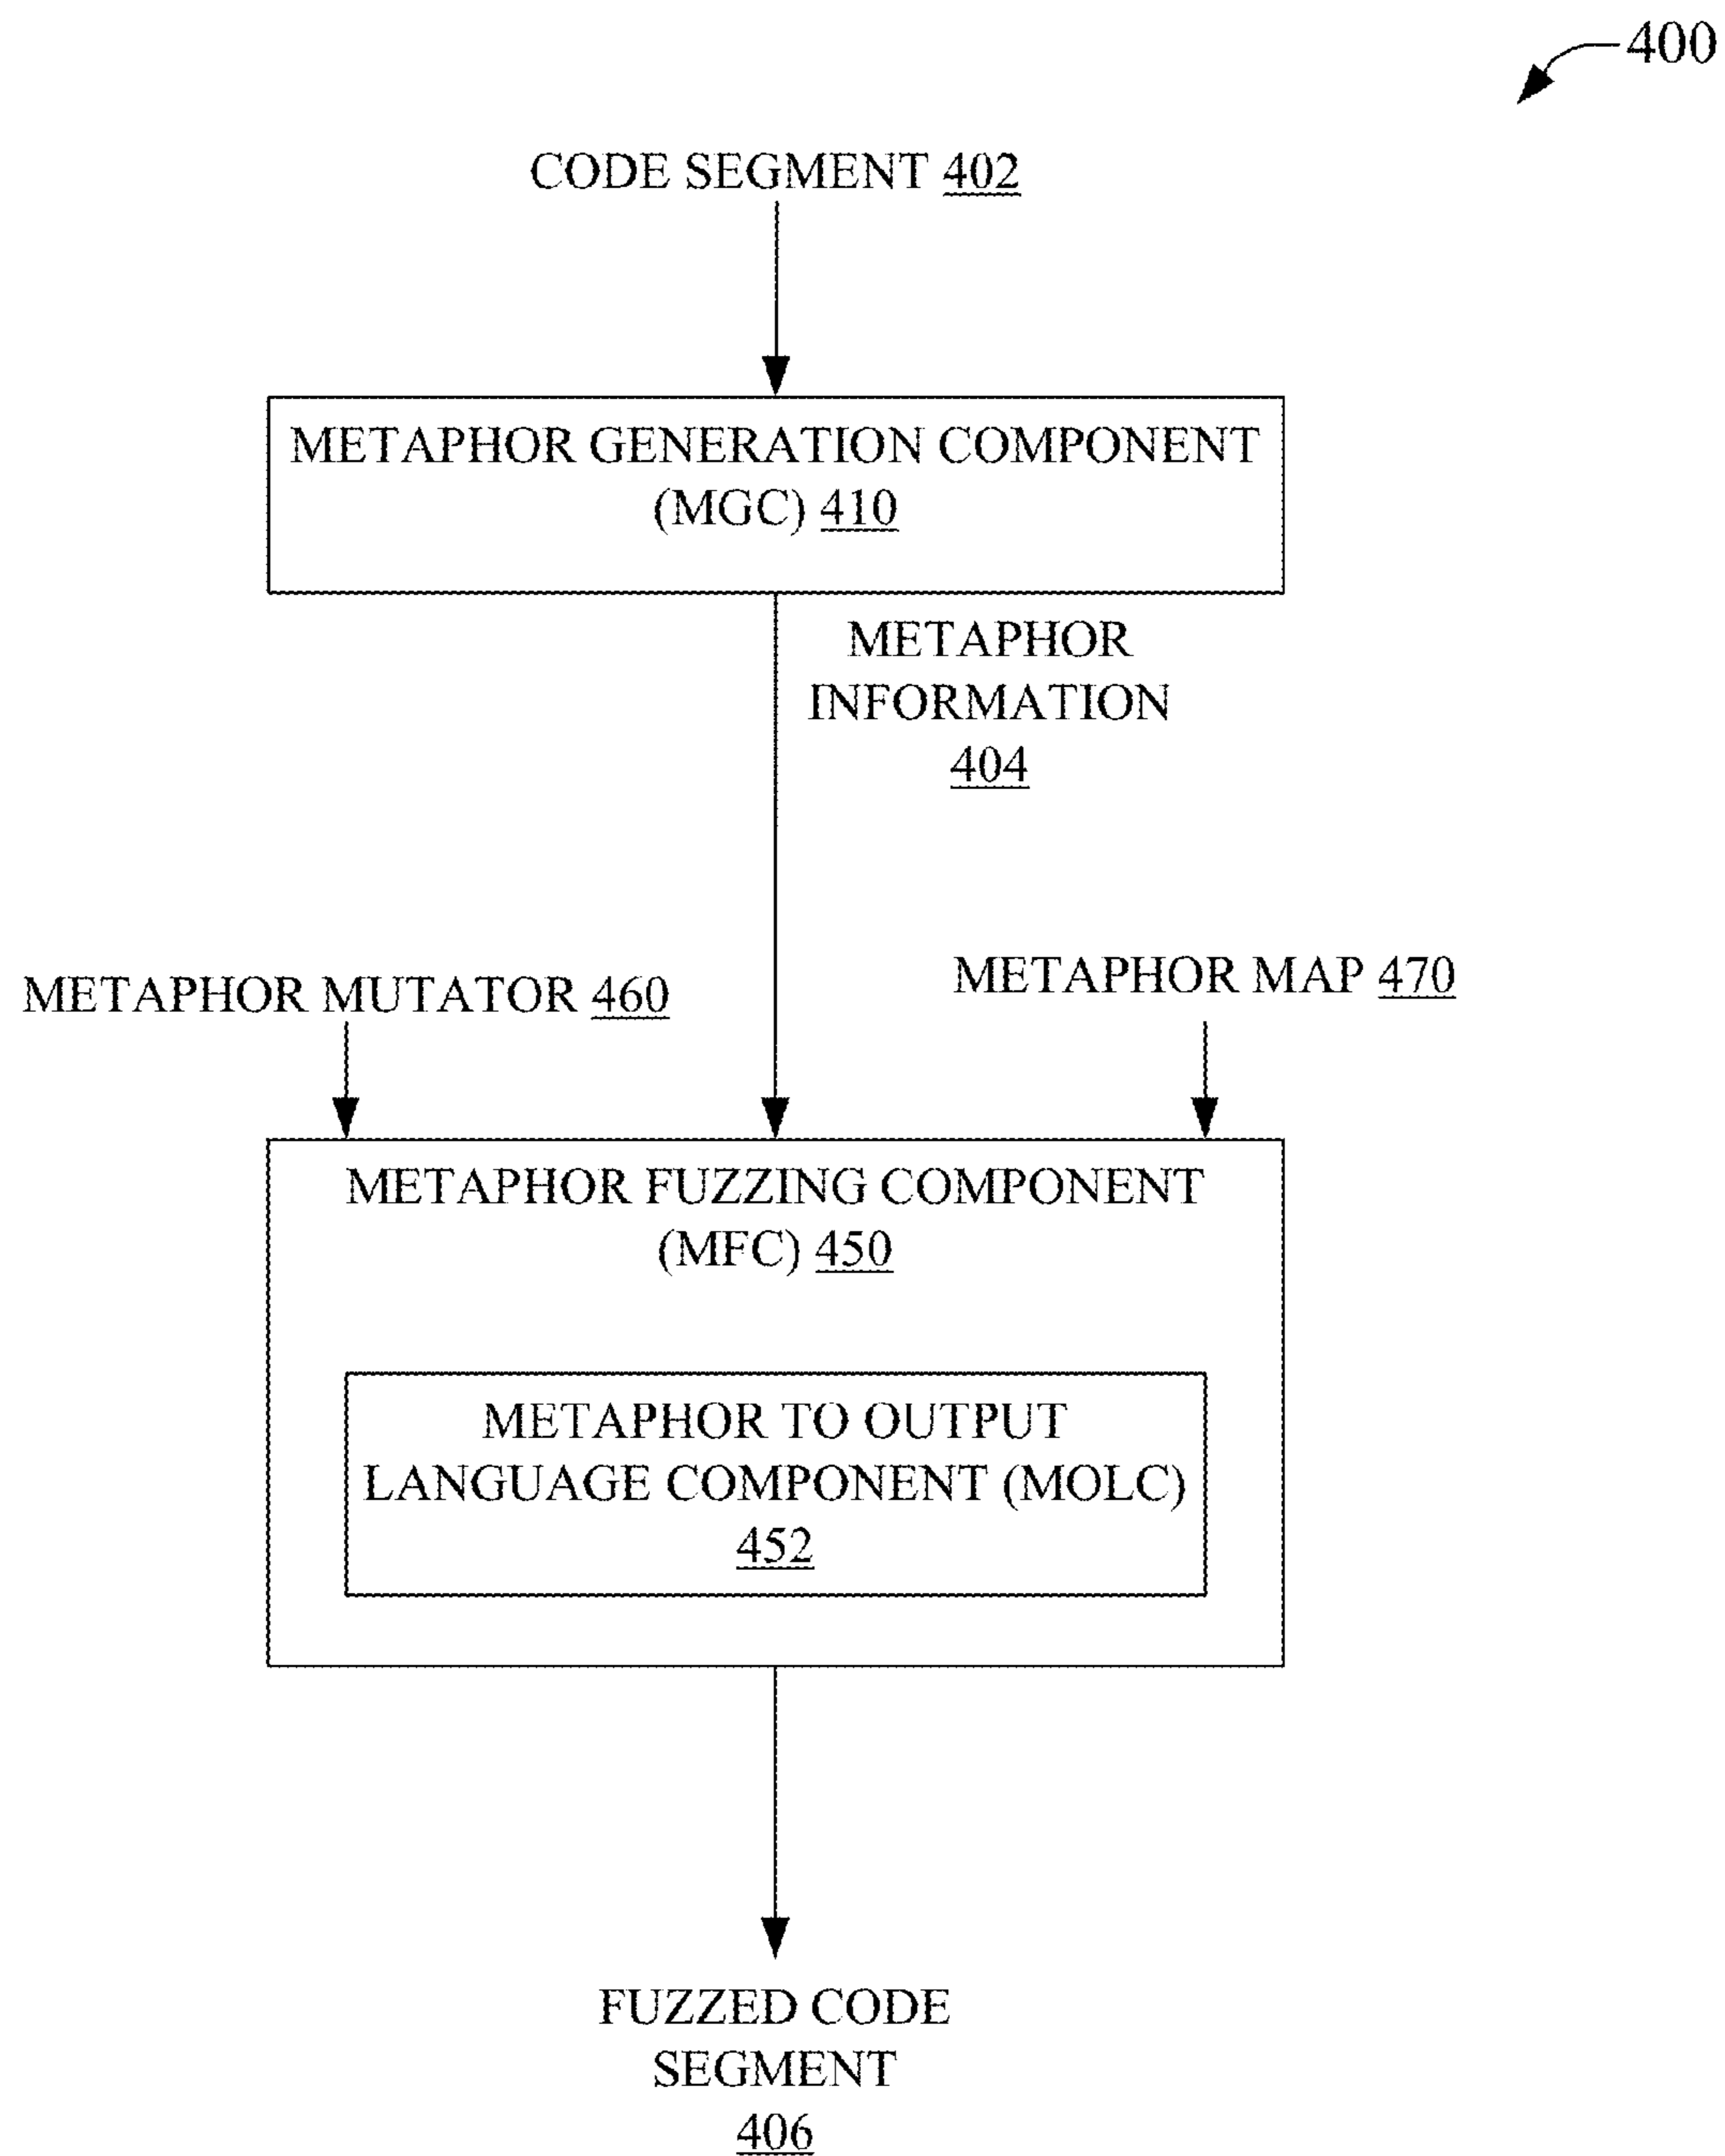 400
CODE SEGMENT 402
METAPHOR GENERATION COMPONENT
(MGC) 410
METAPHOR
INFORMATION
404
METAPHOR MUTATOR 460
METAPHOR MAP 470
METAPHOR FUZZING COMPONENT
(MFC) 450
METAPHOR TO OUTPUT
LANGUAGE COMPONENT (MOLC)
452
FUZZED CODE
SEGMENT
406